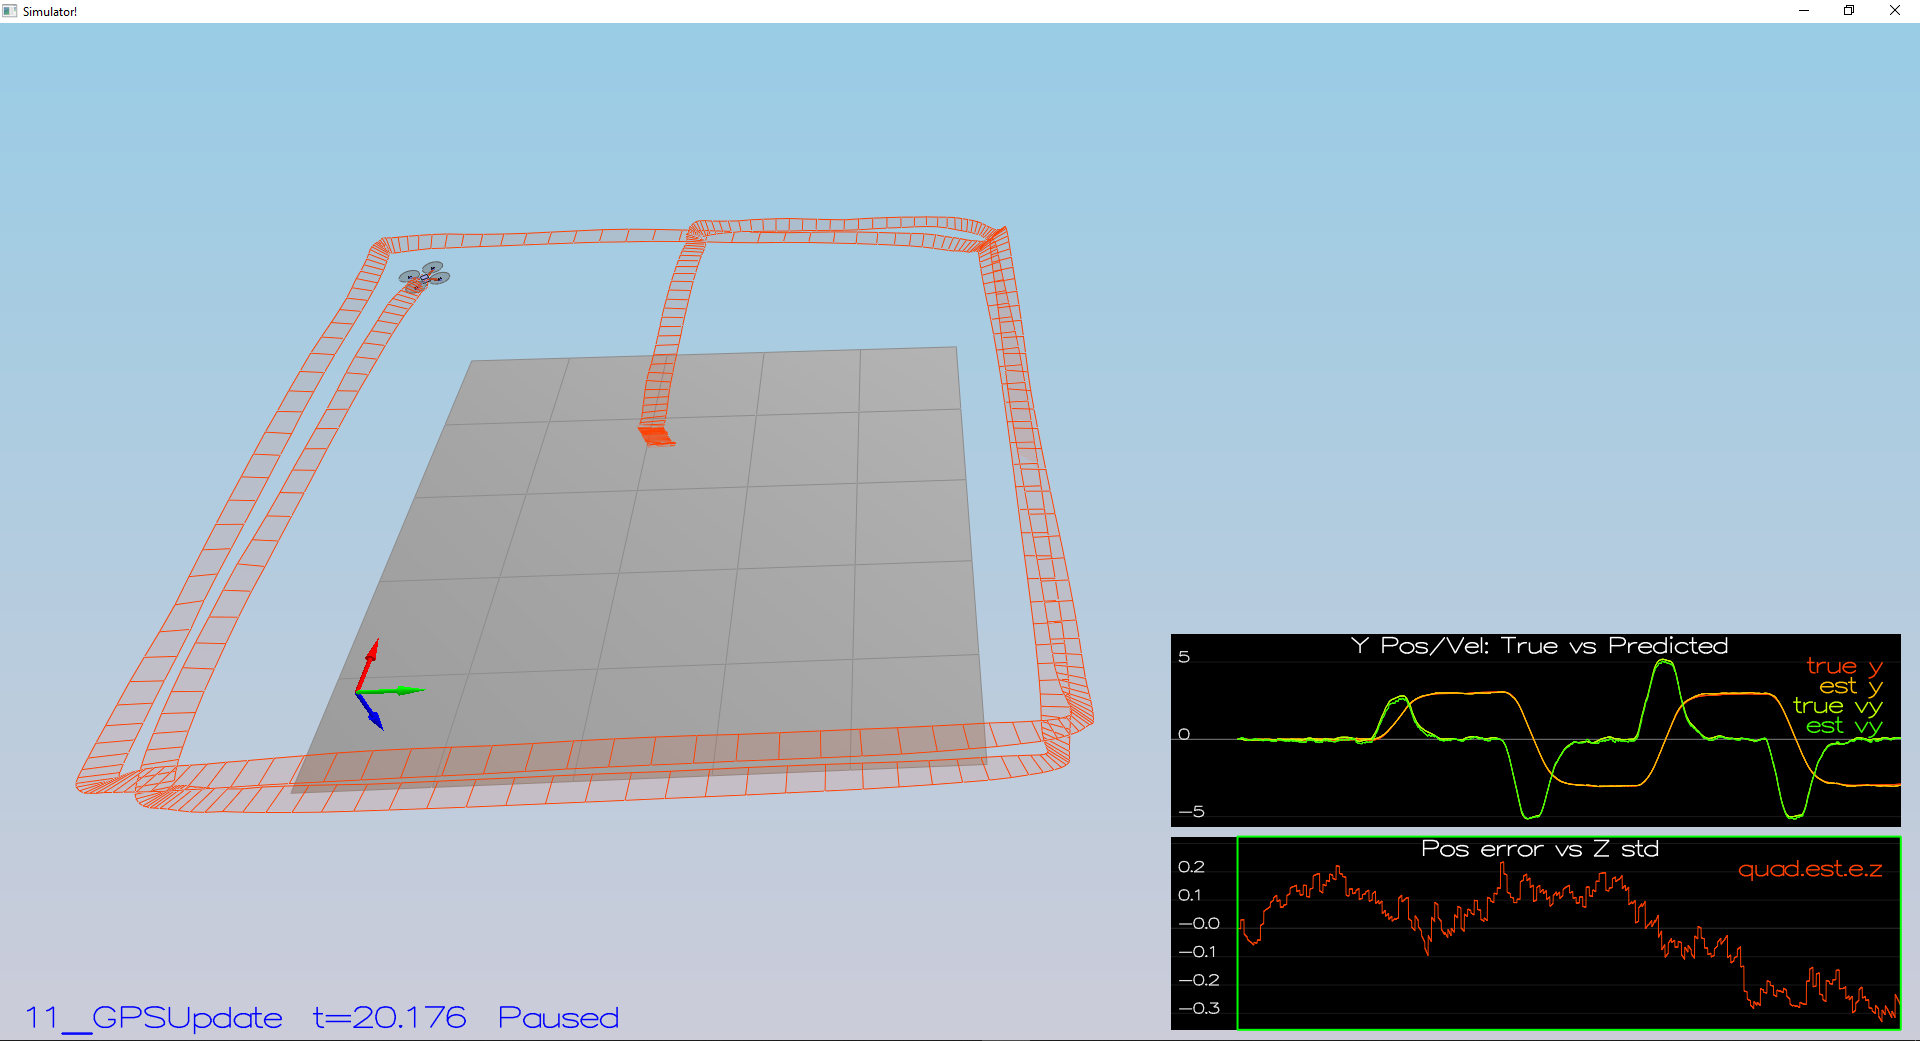 Simulator!
Y Pos/Vel: True vs Predicted
5
0
−5
true y
est y
true vy
est vy
Pos error vs Z std
0.2
0.1
−0.0
−0.1
−0.2
−0.3
quad.est.e.z
11_GPSUpdate t=20.176 Paused